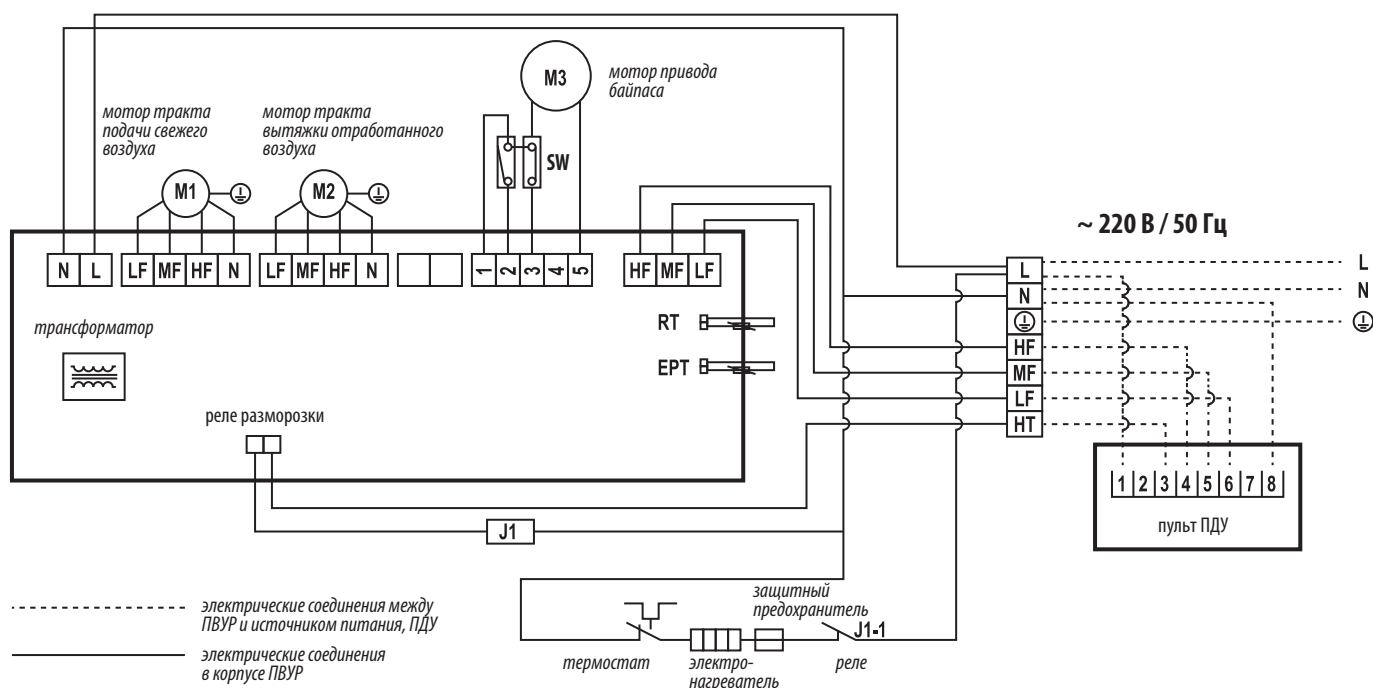 M3
мотор привода
байпаса
мотор тракта
подачи свежего
воздуха
мотор тракта
вытяжки отработанного
воздуха
SW
M1
M2
~ 220 В / 50 Гц
N L
LF MF HF N
LF MF HF N
1 2 3 4 5
HF MF LF
L
N
HF
MF
LF
HT
L
N
трансформатор
RT
EPT
реле разморозки
1 2 3 4 5 6 7 8
пульт ПДУ
J1
электрические соединения между
ПВУР и источником питания, ПДУ
электрические соединения
в корпусе ПВУР
защитный
предохранитель
J1-1
термостат
электро-
нагреватель
реле